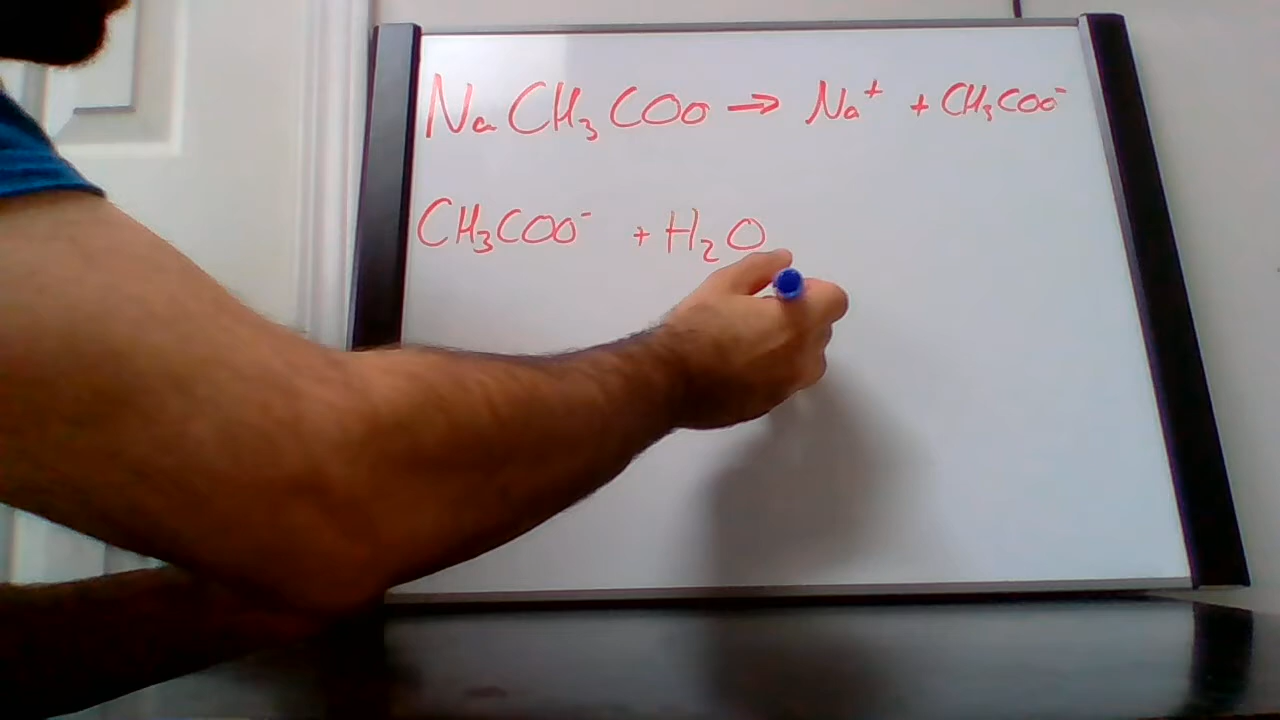 NaCH₃COO → Na⁺ + CH₃COO⁻
CH₃COO⁻ + H₂O